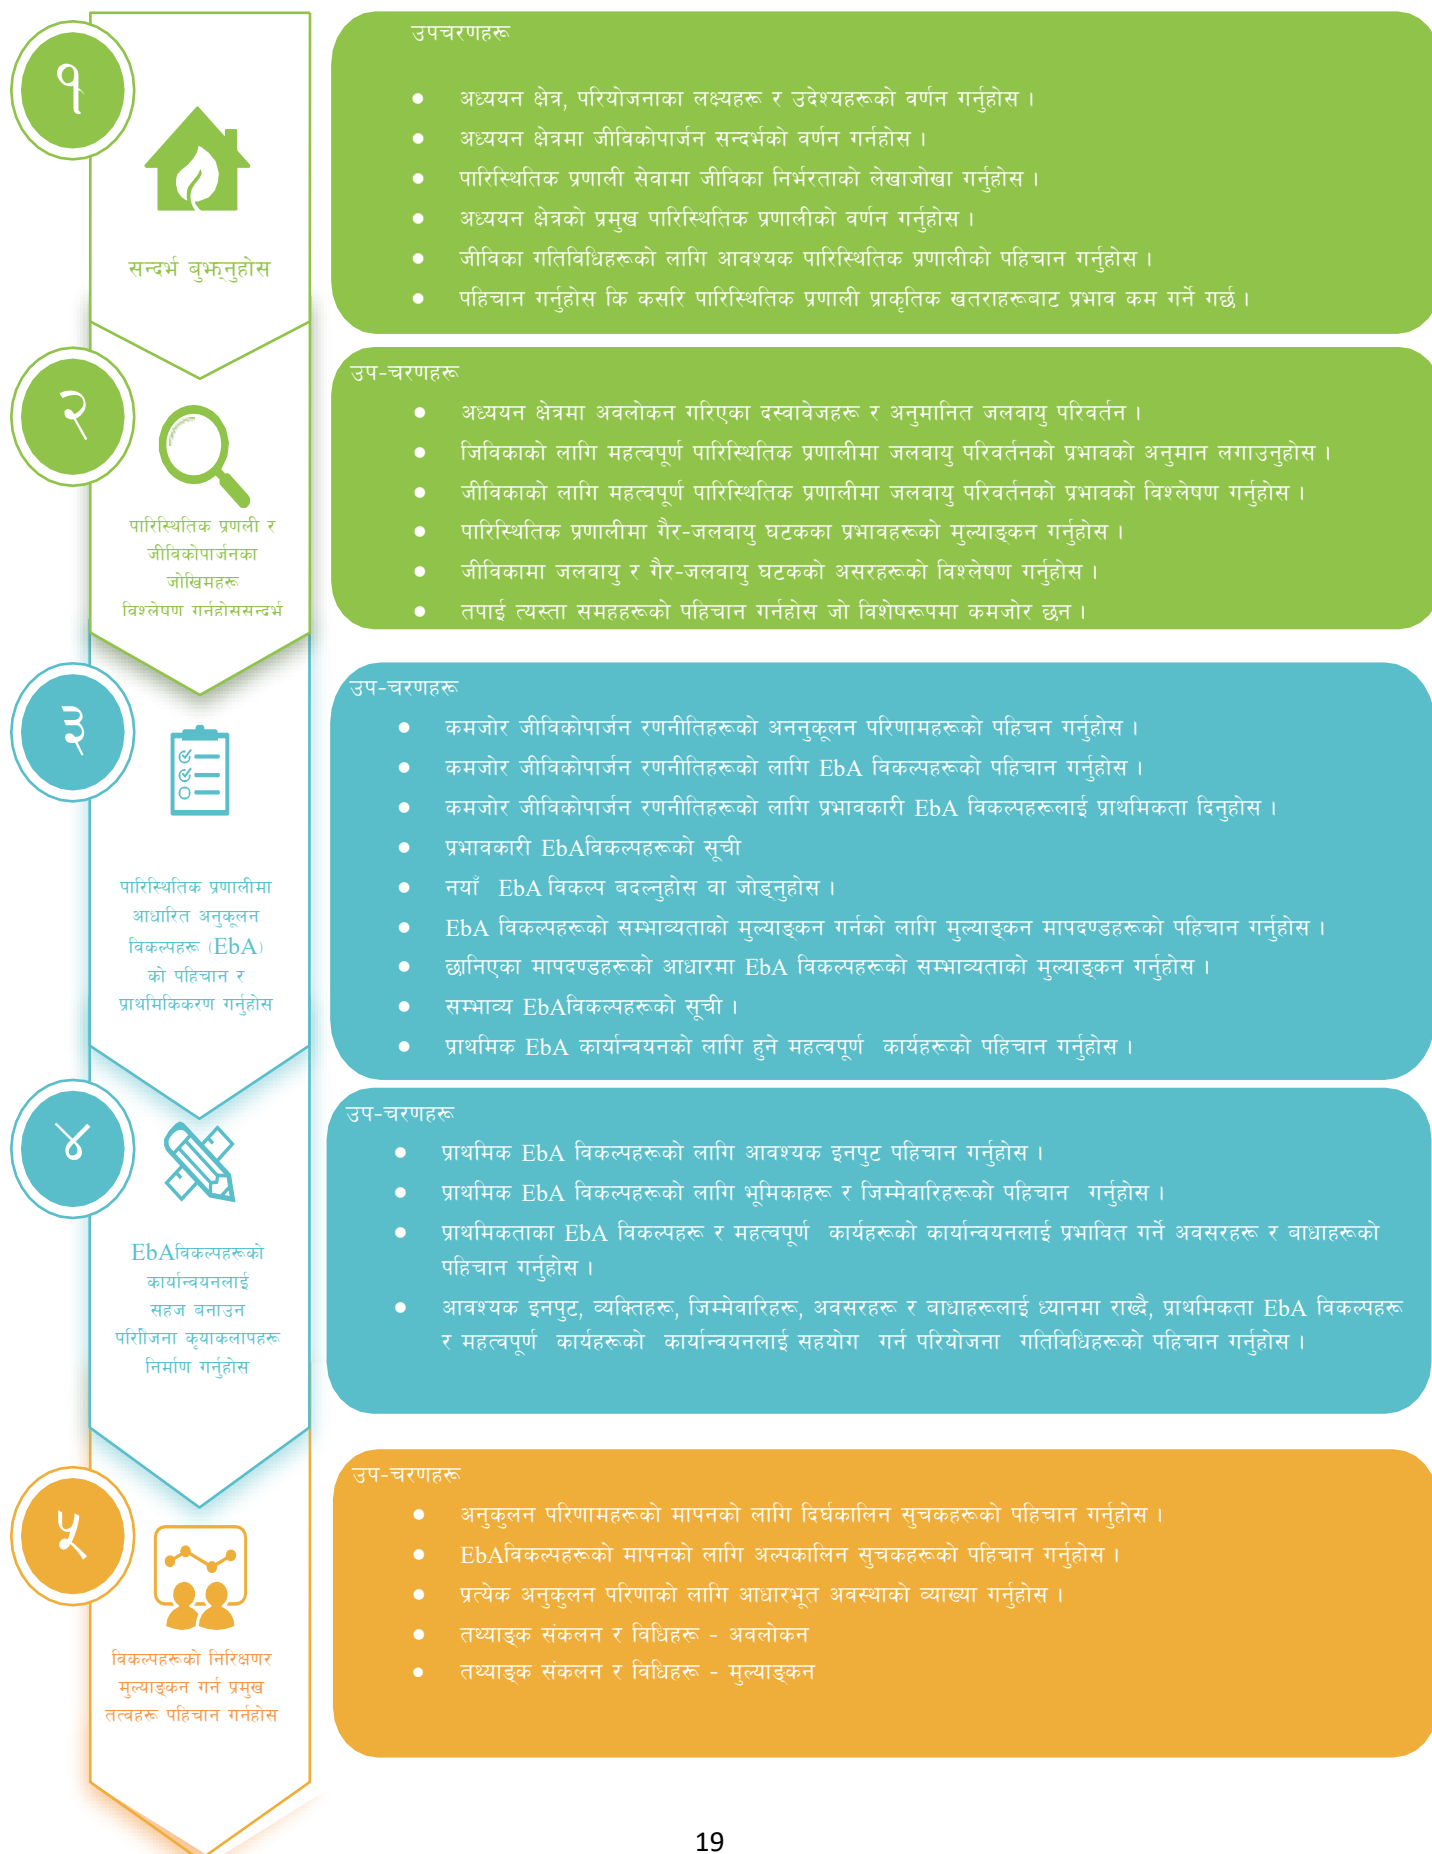 १
सन्दर्भ बुझ्नुहोस
उपचरणहरू
• अध्ययन क्षेत्र, परियोजनाका लक्ष्यहरू र उदेश्यहरूको वर्णन गर्नुहोस ।
• अध्ययन क्षेत्रमा जीविकोपार्जन सन्दर्भको वर्णन गर्नहोस ।
• पारिस्थितिक प्रणाली सेवामा जीविका निर्भरताको लेखाजोखा गर्नुहोस ।
• अध्ययन क्षेत्रको प्रमुख पारिस्थितिक प्रणालीको वर्णन गर्नुहोस ।
• जीविका गतिविधिहरूको लागि आवश्यक पारिस्थितिक प्रणालीको पहिचान गर्नुहोस ।
• पहिचान गर्नुहोस कि कसरि पारिस्थितिक प्रणाली प्राकृतिक खतराहरूबाट प्रभाव कम गर्ने गर्छ ।
२
पारिस्थितिक प्रणली र
जीविकोपार्जनका
जोखिमहरू
विश्लेषण गर्नहोससन्दर्भ
उप-चरणहरू
• अध्ययन क्षेत्रमा अवलोकन गरिएका दस्वावेजहरू र अनुमानित जलवायु परिवर्तन ।
• जिविकाको लागि महत्वपूर्ण पारिस्थितिक प्रणालीमा जलवायु परिवर्तनको प्रभावको अनुमान लगाउनुहोस ।
• जीविकाको लागि महत्वपूर्ण पारिस्थितिक प्रणालीमा जलवायु परिवर्तनको प्रभावको विश्लेषण गर्नुहोस ।
• पारिस्थितिक प्रणालीमा गैर-जलवायु घटकका प्रभावहरूको मुल्याङ्कन गर्नुहोस ।
• जीविकामा जलवायु र गैर-जलवायु घटकको असरहरूको विश्लेषण गर्नुहोस ।
• तपाई त्यस्ता समहहरूको पहिचान गर्नहोस जो विशेषरूपमा कमजोर छन ।
३
पारिस्थितिक प्रणालीमा
आधारित अनुकूलन
विकल्पहरू (EbA)
को पहिचान र
प्राथमिकिकरण गर्नुहोस
उप-चरणहरू
• कमजोर जीविकोपार्जन रणनीतिहरूको अननुकूलन परिणामहरूको पहिचन गर्नुहोस ।
• कमजोर जीविकोपार्जन रणनीतिहरूको लागि EbA विकल्पहरूको पहिचान गर्नुहोस ।
• कमजोर जीविकोपार्जन रणनीतिहरूको लागि प्रभावकारी EbA विकल्पहरूलाई प्राथमिकता दिनुहोस ।
• प्रभावकारी EbAविकल्पहरूको सूची
• नयाँ EbA विकल्प बदल्नुहोस वा जोड्नुहोस ।
• EbA विकल्पहरूको सम्भाव्यताको मुल्याङ्कन गर्नको लागि मुल्याङ्कन मापदण्डहरूको पहिचान गर्नुहोस ।
• छानिएका मापदण्डहरूको आधारमा EbA विकल्पहरूको सम्भाव्यताको मुल्याङ्कन गर्नुहोस ।
• सम्भाव्य EbAविकल्पहरूको सूची ।
• प्राथमिक EbA कार्यान्वयनको लागि हुने महत्वपूर्ण कार्यहरूको पहिचान गर्नुहोस ।
४
EbAविकल्पहरूको
कार्यान्वयनलाई
सहज बनाउन
परिोजना कृयाकलापहरू
निर्माण गर्नुहोस
उप-चरणहरू
• प्राथमिक EbA विकल्पहरूको लागि आवश्यक इनपुट पहिचान गर्नुहोस ।
• प्राथमिक EbA विकल्पहरूको लागि भूमिकाहरू र जिम्मेवारिहरूको पहिचान गर्नुहोस ।
• प्राथमिकताका EbA विकल्पहरू र महत्वपूर्ण कार्यहरूको कार्यान्वयनलाई प्रभावित गर्ने अवसरहरू र बाधाहरूको
पहिचान गर्नुहोस ।
• आवश्यक इनपुट, व्यक्तिहरू, जिम्मेवारिहरू, अवसरहरू र बाधाहरूलाई ध्यानमा राख्दै, प्राथमिकता EbA विकल्पहरू
र महत्वपूर्ण कार्यहरूको कार्यान्वयनलाई सहयोग गर्न परियोजना गतिविधिहरूको पहिचान गर्नुहोस ।
५
विकल्पहरूको निरिक्षणर
मुल्याङ्कन गर्न प्रमुख
तत्वहरू पहिचान गर्नहोस
उप-चरणहरू
• अनुकुलन परिणामहरूको मापनको लागि दिर्घकालिन सुचकहरूको पहिचान गर्नुहोस ।
• EbAविकल्पहरूको मापनको लागि अल्पकालिन सुचकहरूको पहिचान गर्नुहोस ।
• प्रत्येक अनुकुलन परिणाको लागि आधारभूत अवस्थाको व्याख्या गर्नुहोस ।
• तथ्याङ्क संकलन र विधिहरू - अवलोकन
• तथ्याङ्क संकलन र विधिहरू - मुल्याङ्कन
19